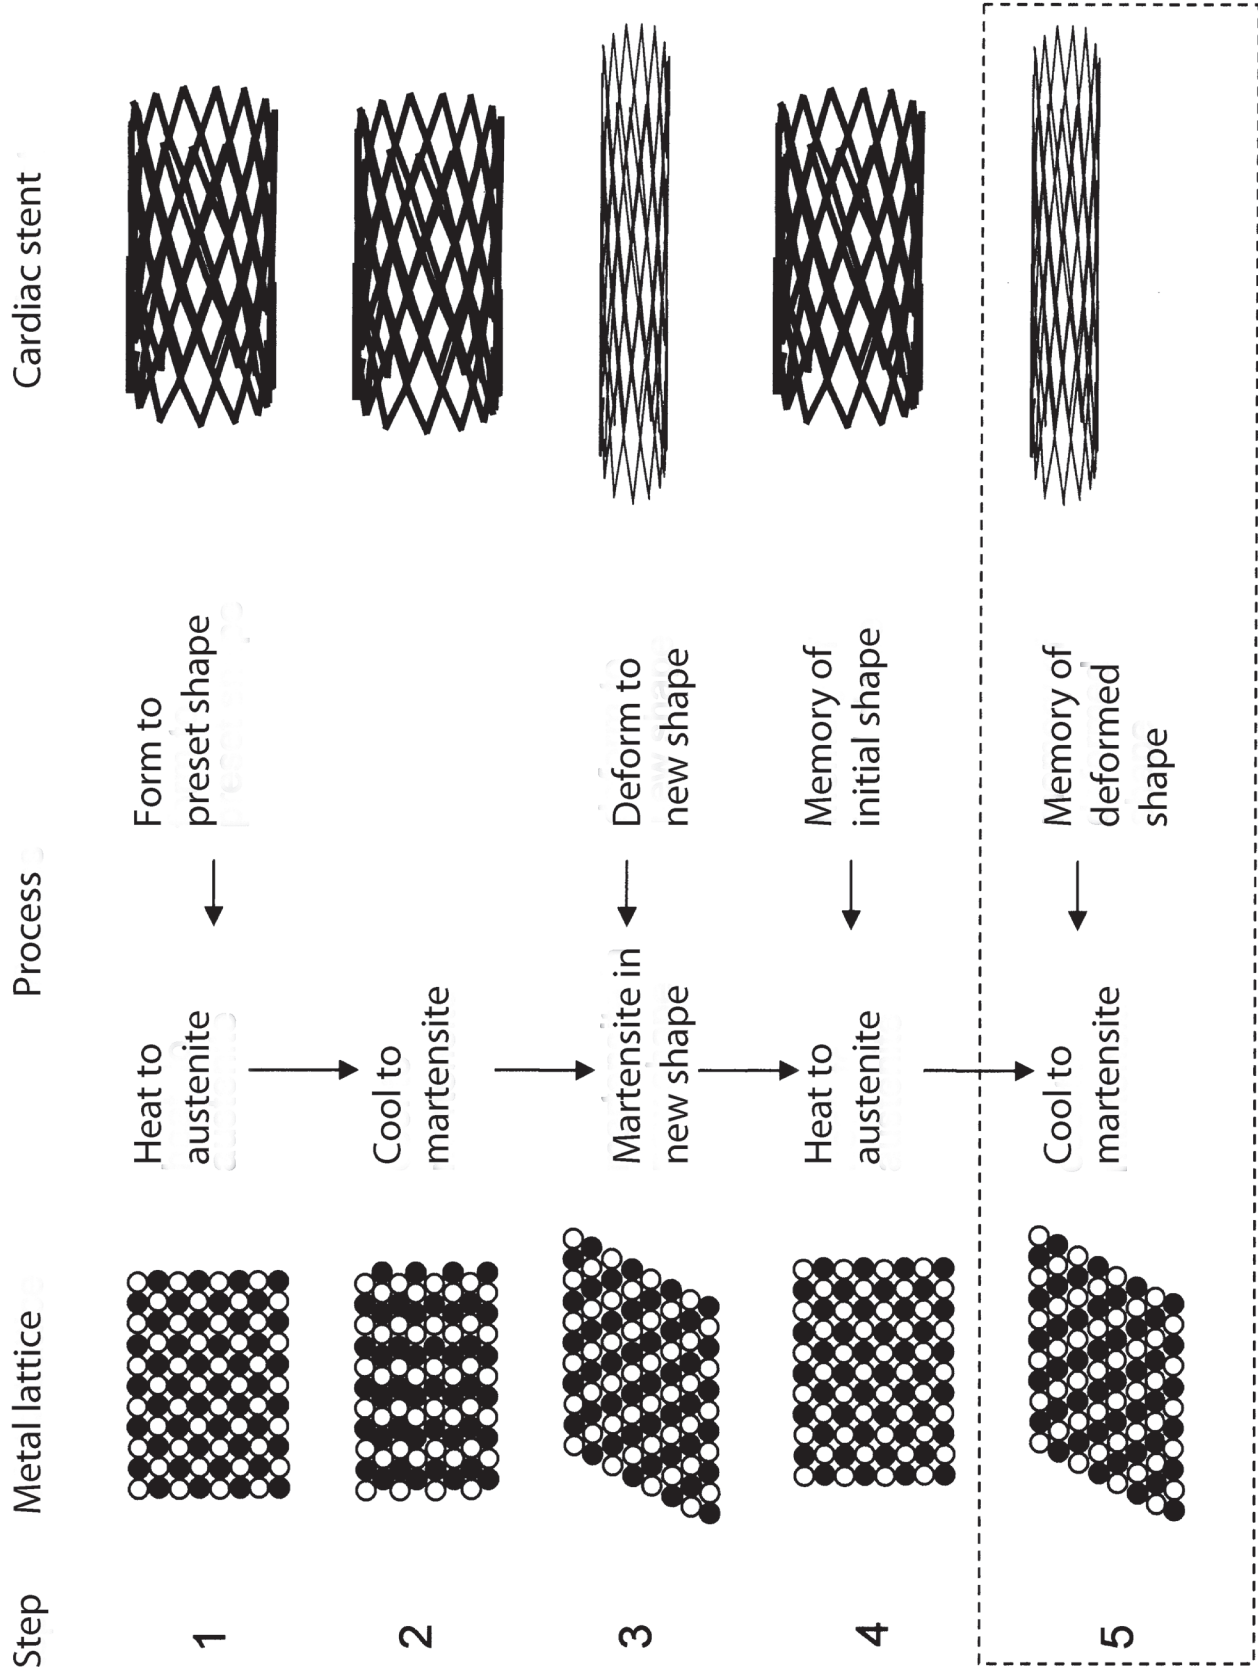 Step
Metal lattice
Process
Cardiac stent
1
Heat to
austenite
Form to
preset shape
2
Cool to
martensite
3
Martensite in
new shape
Deform to
new shape
4
Heat to
austenite
Memory of
initial shape
5
Cool to
martensite
Memory of
deformed
shape